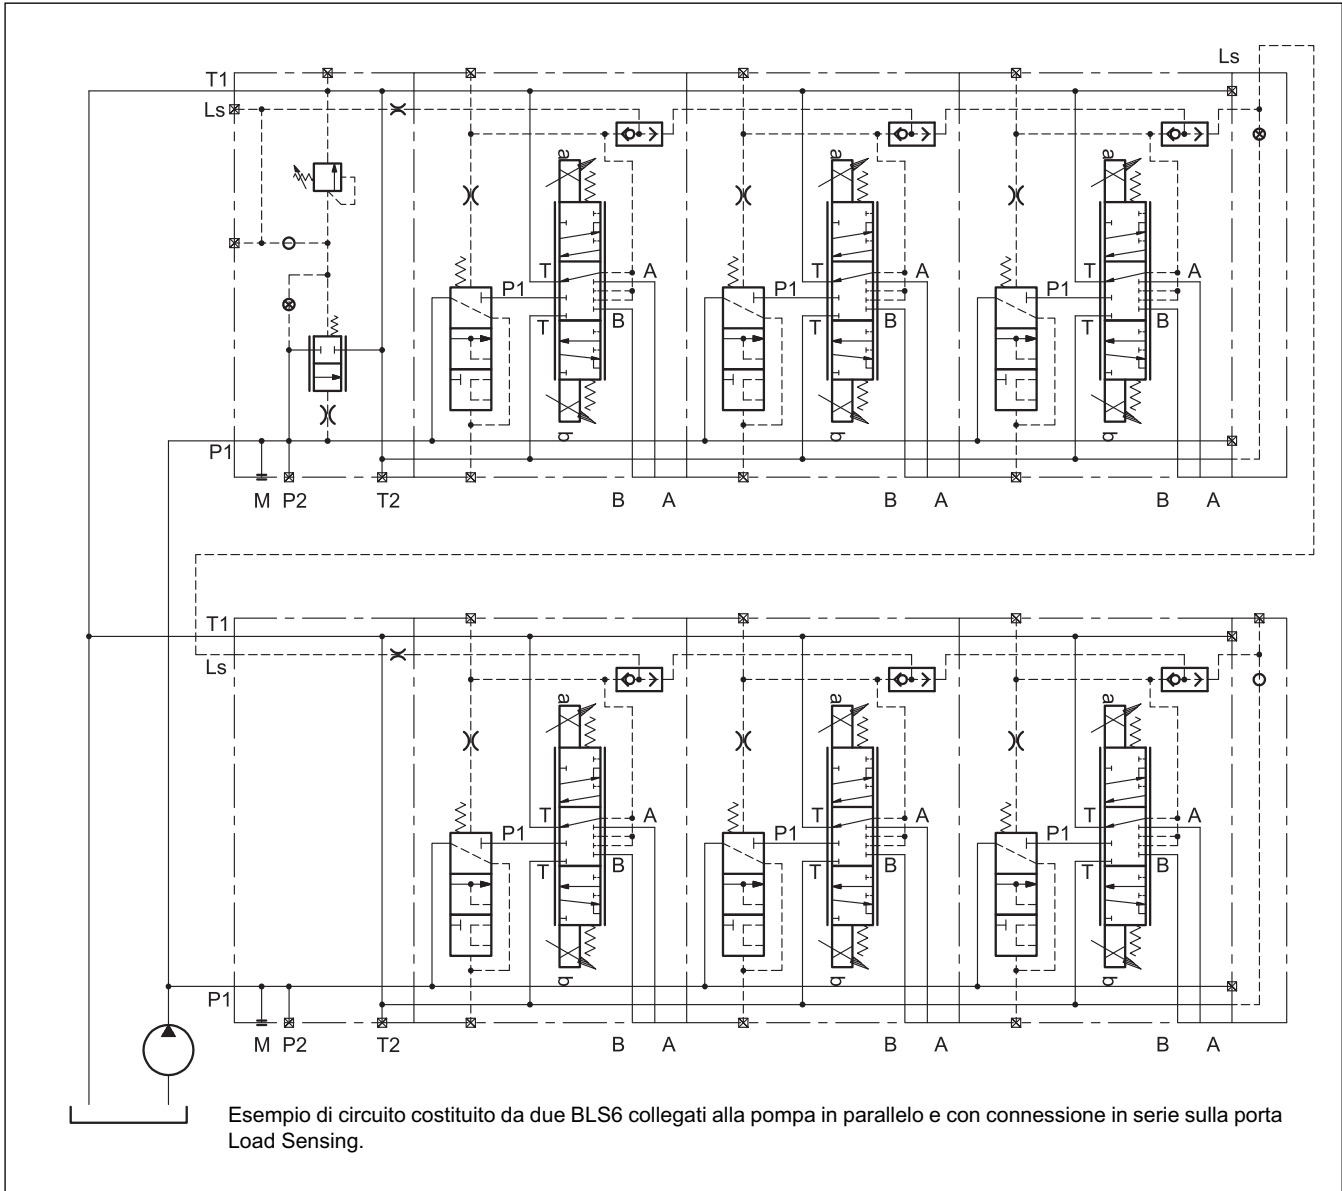 Ls
T1
Ls
a a a
T A T A T A
P1 P1 P1
T B T B T B
b b b
P1
M P2 T2 B A B A B A
T1
Ls
a a a
T A T A T A
P1 P1 P1
T B T B T B
b b b
P1
M P2 T2 B A B A B A
Esempio di circuito costituito da due BLS6 collegati alla pompa in parallelo e con connessione in serie sulla porta
Load Sensing.